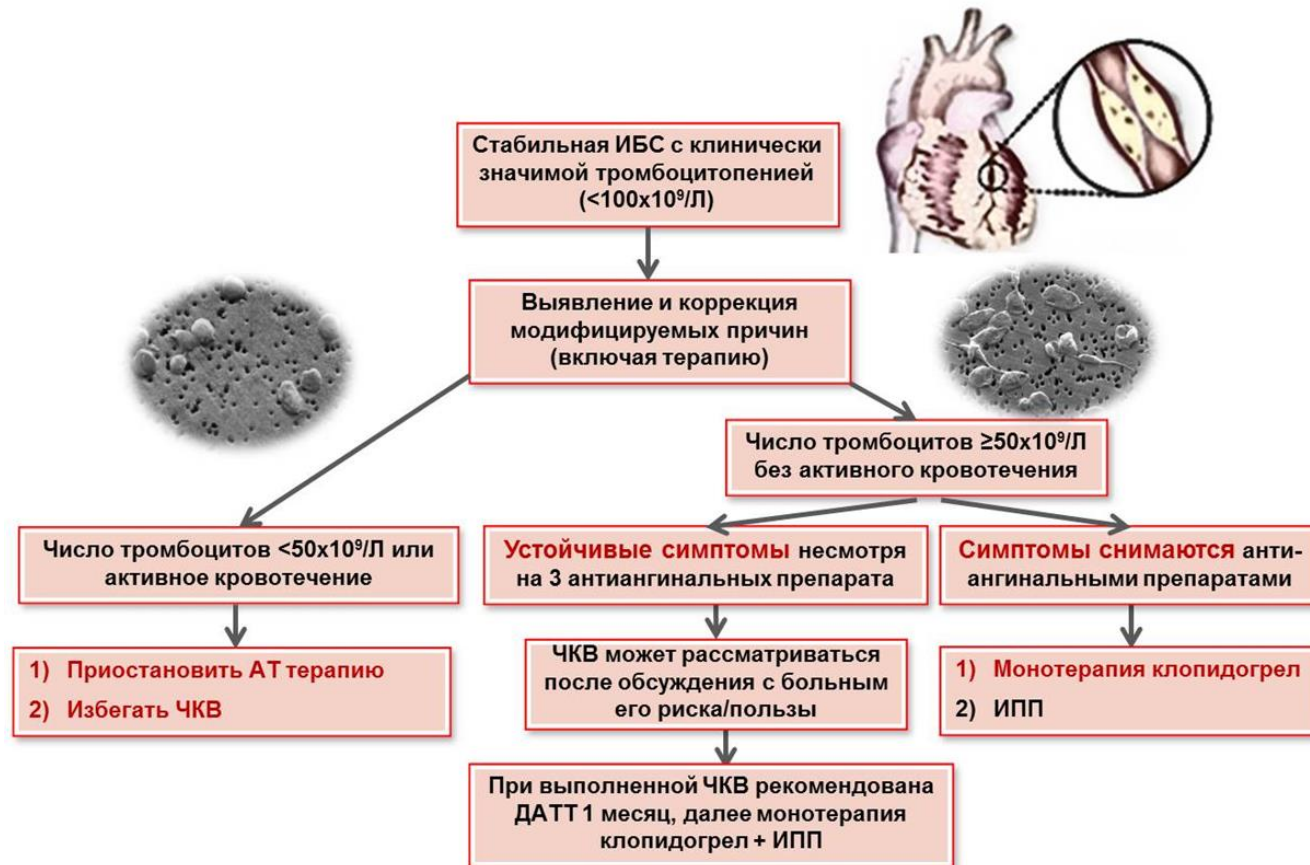 Стабильная ИБС с клинически
значимой тромбоцитопенией
(<100х10⁹/Л)
Выявление и коррекция
модифицируемых причин
(включая терапию)
Число тромбоцитов ≥50х10⁹/Л
без активного кровотечения
Число тромбоцитов <50х10⁹/Л или
активное кровотечение
Устойчивые симптомы несмотря
на 3 антиангинальных препарата
Симптомы снимаются анти-
ангинальными препаратами
1) Приостановить АТ терапию
2) Избегать ЧКВ
ЧКВ может рассматриваться
после обсуждения с больным
его риска/пользы
1) Монотерапия клопидогрел
2) ИПП
При выполненной ЧКВ рекомендована
ДАТТ 1 месяц, далее монотерапия
клопидогрел + ИПП